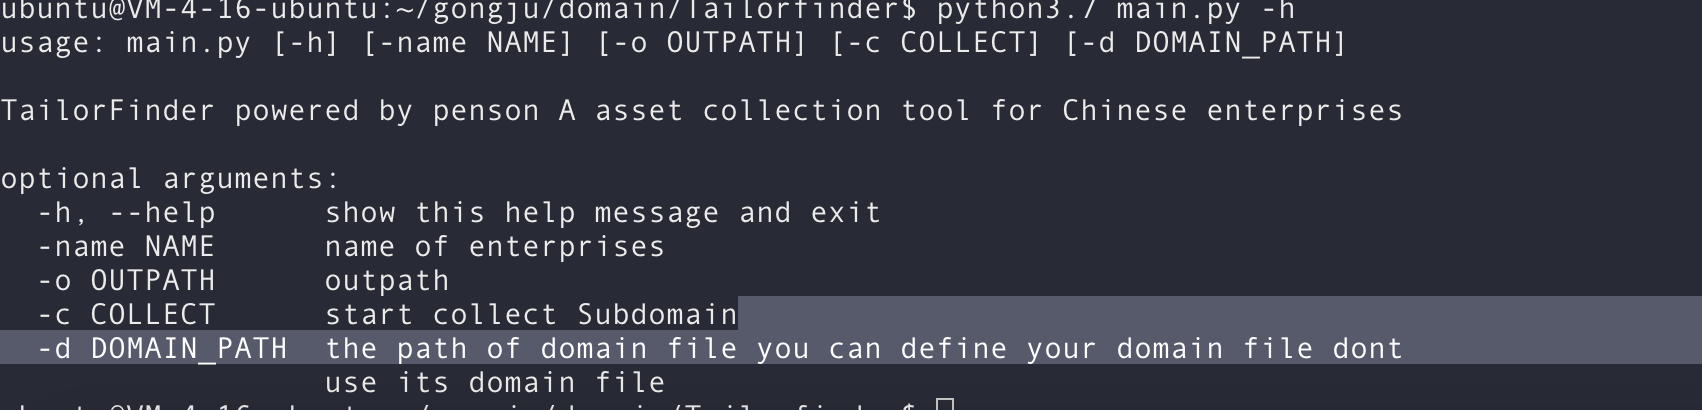 ubuntu@VM-4-16-ubuntu:~/gongju/domain/Tailorfinder$ python3.7 main.py -h
usage: main.py [-h] [-name NAME] [-o OUTPATH] [-c COLLECT] [-d DOMAIN_PATH]
TailorFinder powered by penson A asset collection tool for Chinese enterprises
optional arguments:
-h, --help show this help message and exit
-name NAME name of enterprises
-o OUTPATH outpath
-c COLLECT start collect Subdomain
-d DOMAIN_PATH the path of domain file you can define your domain file dont
use its domain file